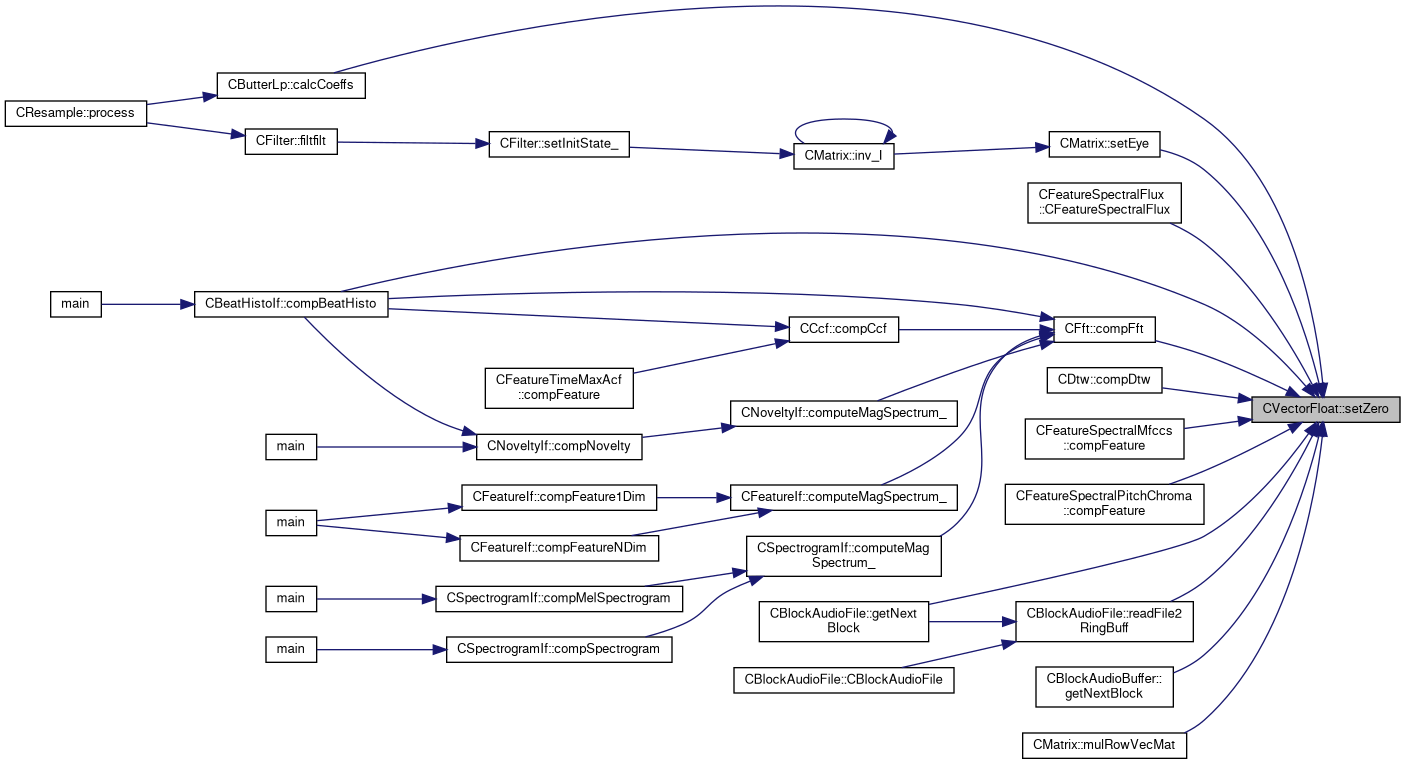 CButterLp::calcCoeffs
CResample::process
CFilter::filtfilt
CFilter::setInitState_
CMatrix::inv_I
CMatrix::setEye
CFeatureSpectralFlux
::CFeatureSpectralFlux
main
CBeatHistoIf::compBeatHisto
CCcf::compCcf
CFft::compFft
CFeatureTimeMaxAcf
::compFeature
CDtw::compDtw
CVectorFloat::setZero
CNoveltyIf::computeMagSpectrum_
main
CNoveltyIf::compNovelty
CFeatureSpectralMfccs
::compFeature
CFeatureIf::compFeature1Dim
CFeatureIf::computeMagSpectrum_
CFeatureSpectralPitchChroma
::compFeature
main
CFeatureIf::compFeatureNDim
CSpectrogramIf::computeMag
Spectrum_
main
CSpectrogramIf::compMelSpectrogram
CBlockAudioFile::getNext
Block
CBlockAudioFile::readFile2
RingBuff
main
CSpectrogramIf::compSpectrogram
CBlockAudioFile::CBlockAudioFile
CBlockAudioBuffer::
getNextBlock
CMatrix::mulRowVecMat